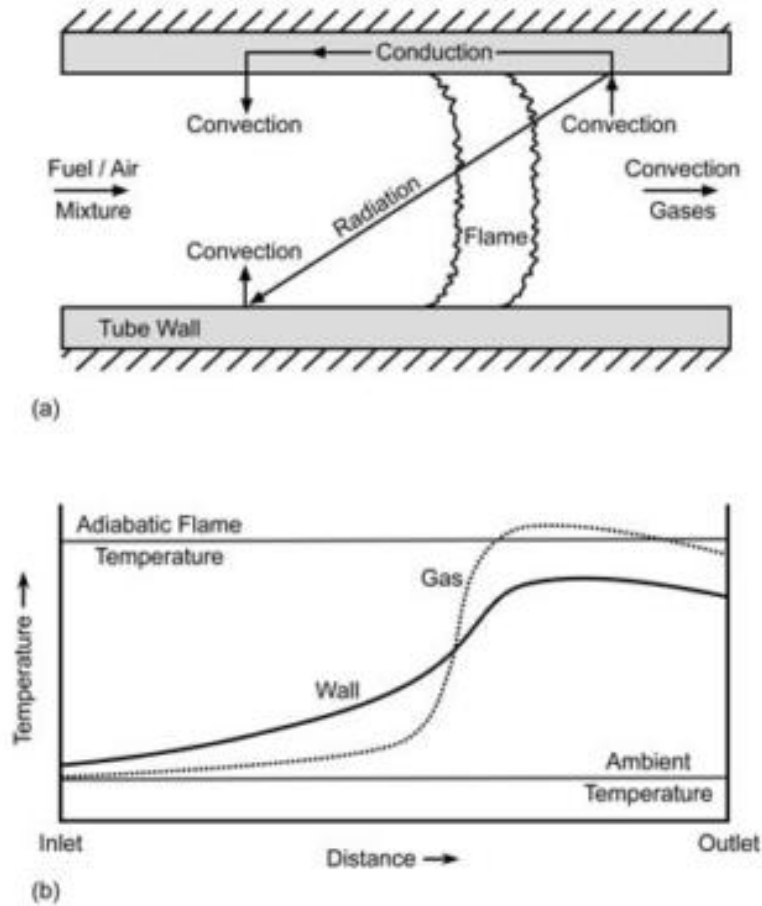 Conduction
Convection
Convection
Fuel / Air
Mixture
Convection
Gases
Radiation
Convection
Flame
Tube Wall
(a)
Adiabatic Flame
Temperature
Gas
Wall
Ambient
Temperature
Temperature
Inlet
Outlet
Distance
(b)